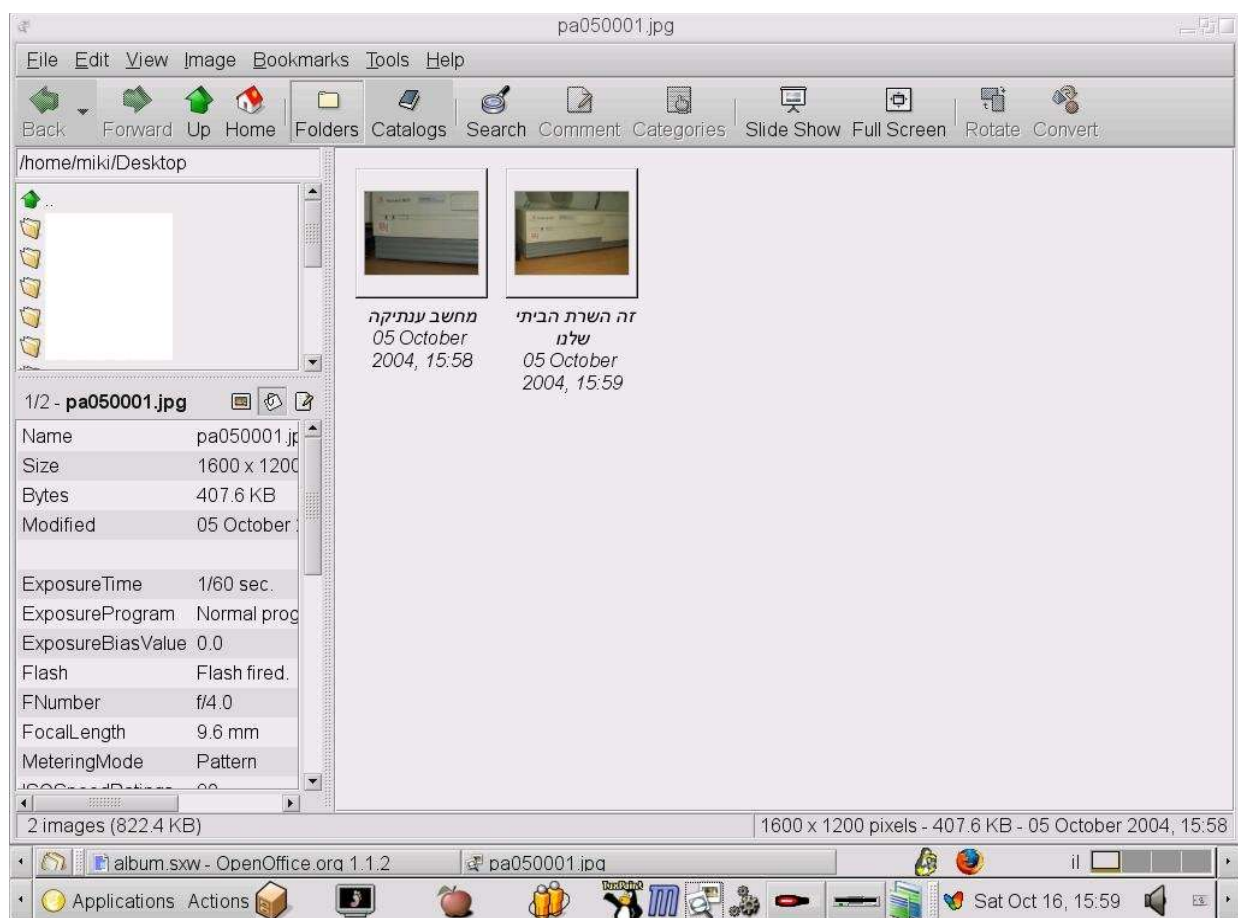 pa050001.jpg
File Edit View Image Bookmarks Tools Help
Back Forward Up Home Folders Catalogs Search Comment Categories Slide Show Full Screen Rotate Convert
/home/miki/Desktop
..
מחשב ענתיקה
05 October
2004, 15:58
זה השרת הביתי
שלנו
05 October
2004, 15:59
1/2 - pa050001.jpg
Name pa050001.jp
Size 1600 x 1200
Bytes 407.6 KB
Modified 05 October
ExposureTime 1/60 sec.
ExposureProgram Normal prog
ExposureBiasValue 0.0
Flash Flash fired.
FNumber f/4.0
FocalLength 9.6 mm
MeteringMode Pattern
2 images (822.4 KB)
1600 x 1200 pixels - 407.6 KB - 05 October 2004, 15:58
album.sxw - OpenOffice.org 1.1.2
pa050001.jpg
il
Applications Actions
TuxPaint
Sat Oct 16, 15:59